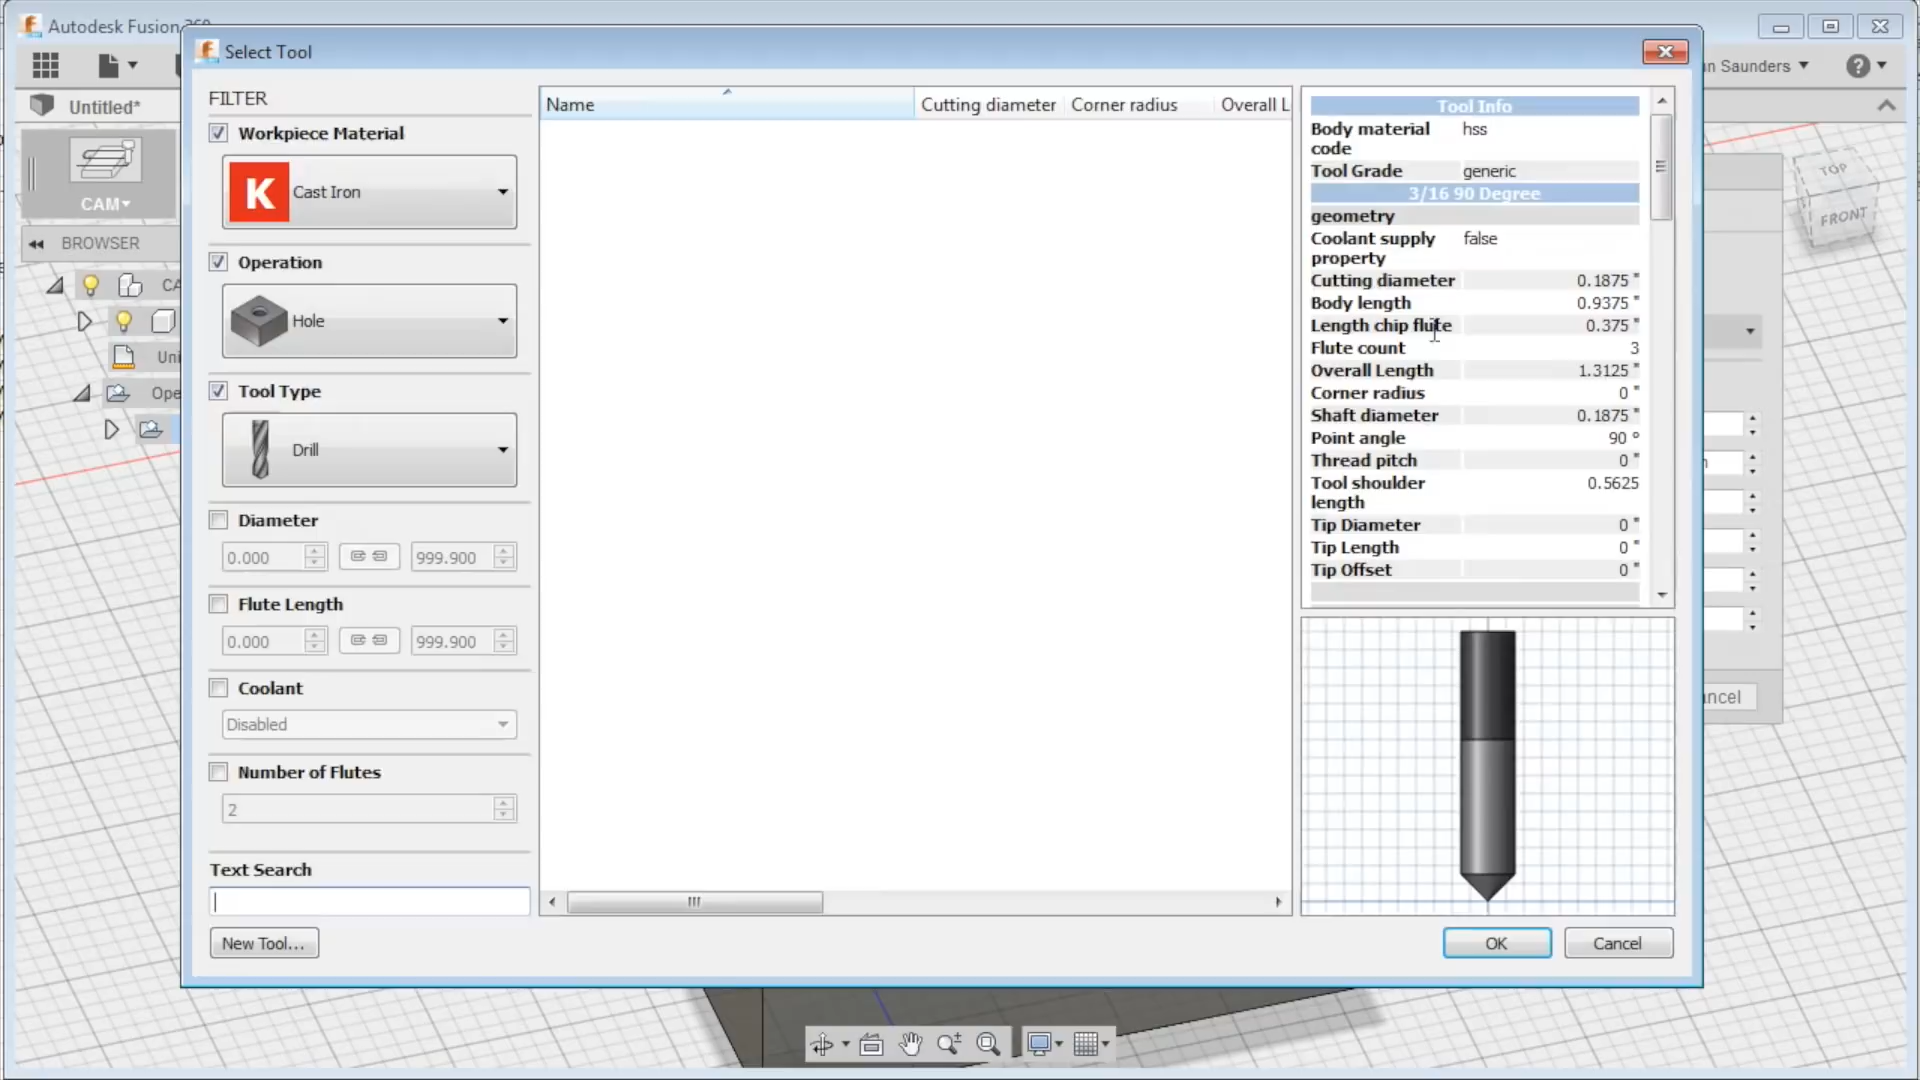 Autodesk Fusion 360
Select Tool
Untitled*
CAM
BROWSER
CA
Uni
Ope
FILTER
Workpiece Material
K Cast Iron
Operation
Hole
Tool Type
Drill
Diameter
0.000 999.900
Flute Length
0.000 999.900
Coolant
Disabled
Number of Flutes
2
Text Search
New Tool...
Name Cutting diameter Corner radius Overall L
Tool Info
Body material code hss
Tool Grade generic
3/16 90 Degree
geometry
Coolant supply property false
Cutting diameter 0.1875 "
Body length 0.9375 "
Length chip flute 0.375 "
Flute count 3
Overall Length 1.3125 "
Corner radius 0 "
Shaft diameter 0.1875 "
Point angle 90 º
Thread pitch 0 "
Tool shoulder length 0.5625
Tip Diameter 0 "
Tip Length 0 "
Tip Offset 0 "
OK Cancel
n Saunders
?
TOP
FRONT
ncel